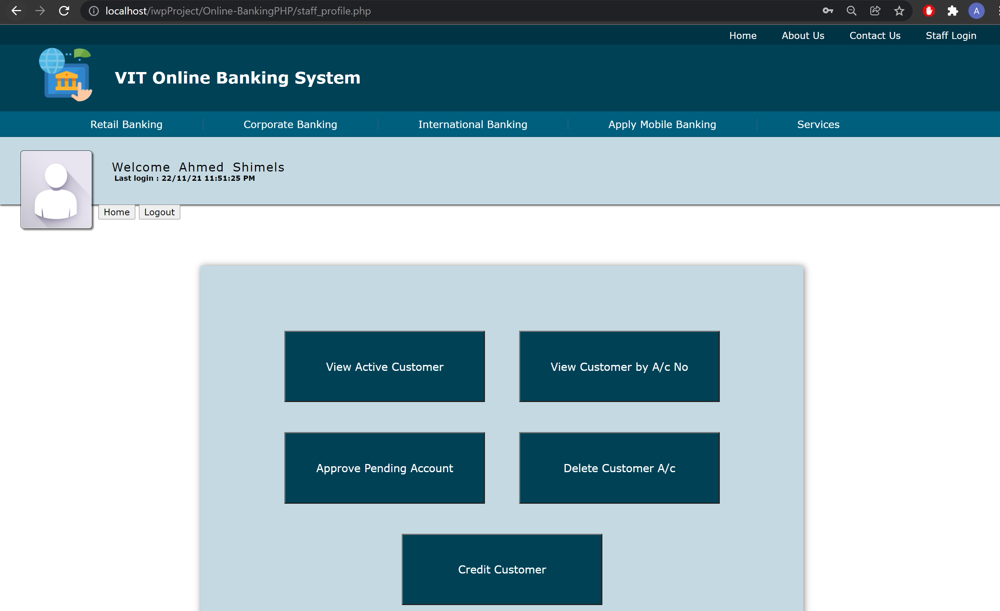 localhost/iwpProject/Online-BankingPHP/staff_profile.php
A
Home About Us Contact Us Staff Login
VIT Online Banking System
Retail Banking Corporate Banking International Banking Apply Mobile Banking Services
Welcome Ahmed Shimels
Last login : 22/11/21 11:51:25 PM
Home Logout
View Active Customer View Customer by A/c No
Approve Pending Account Delete Customer A/c
Credit Customer